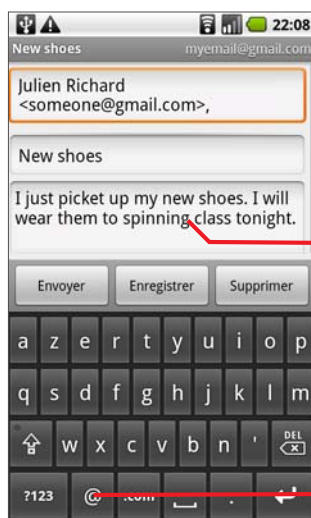 22:08
New shoes myemail@gmail.com
Julien Richard
<someone@gmail.com>,
New shoes
I just picket up my new shoes. I will
wear them to spinning class tonight.
Envoyer Enregistrer Supprimer
a z e r t y u i o p
q s d f g h j k l m
w x c v b n ' DEL
?123 @ .com .